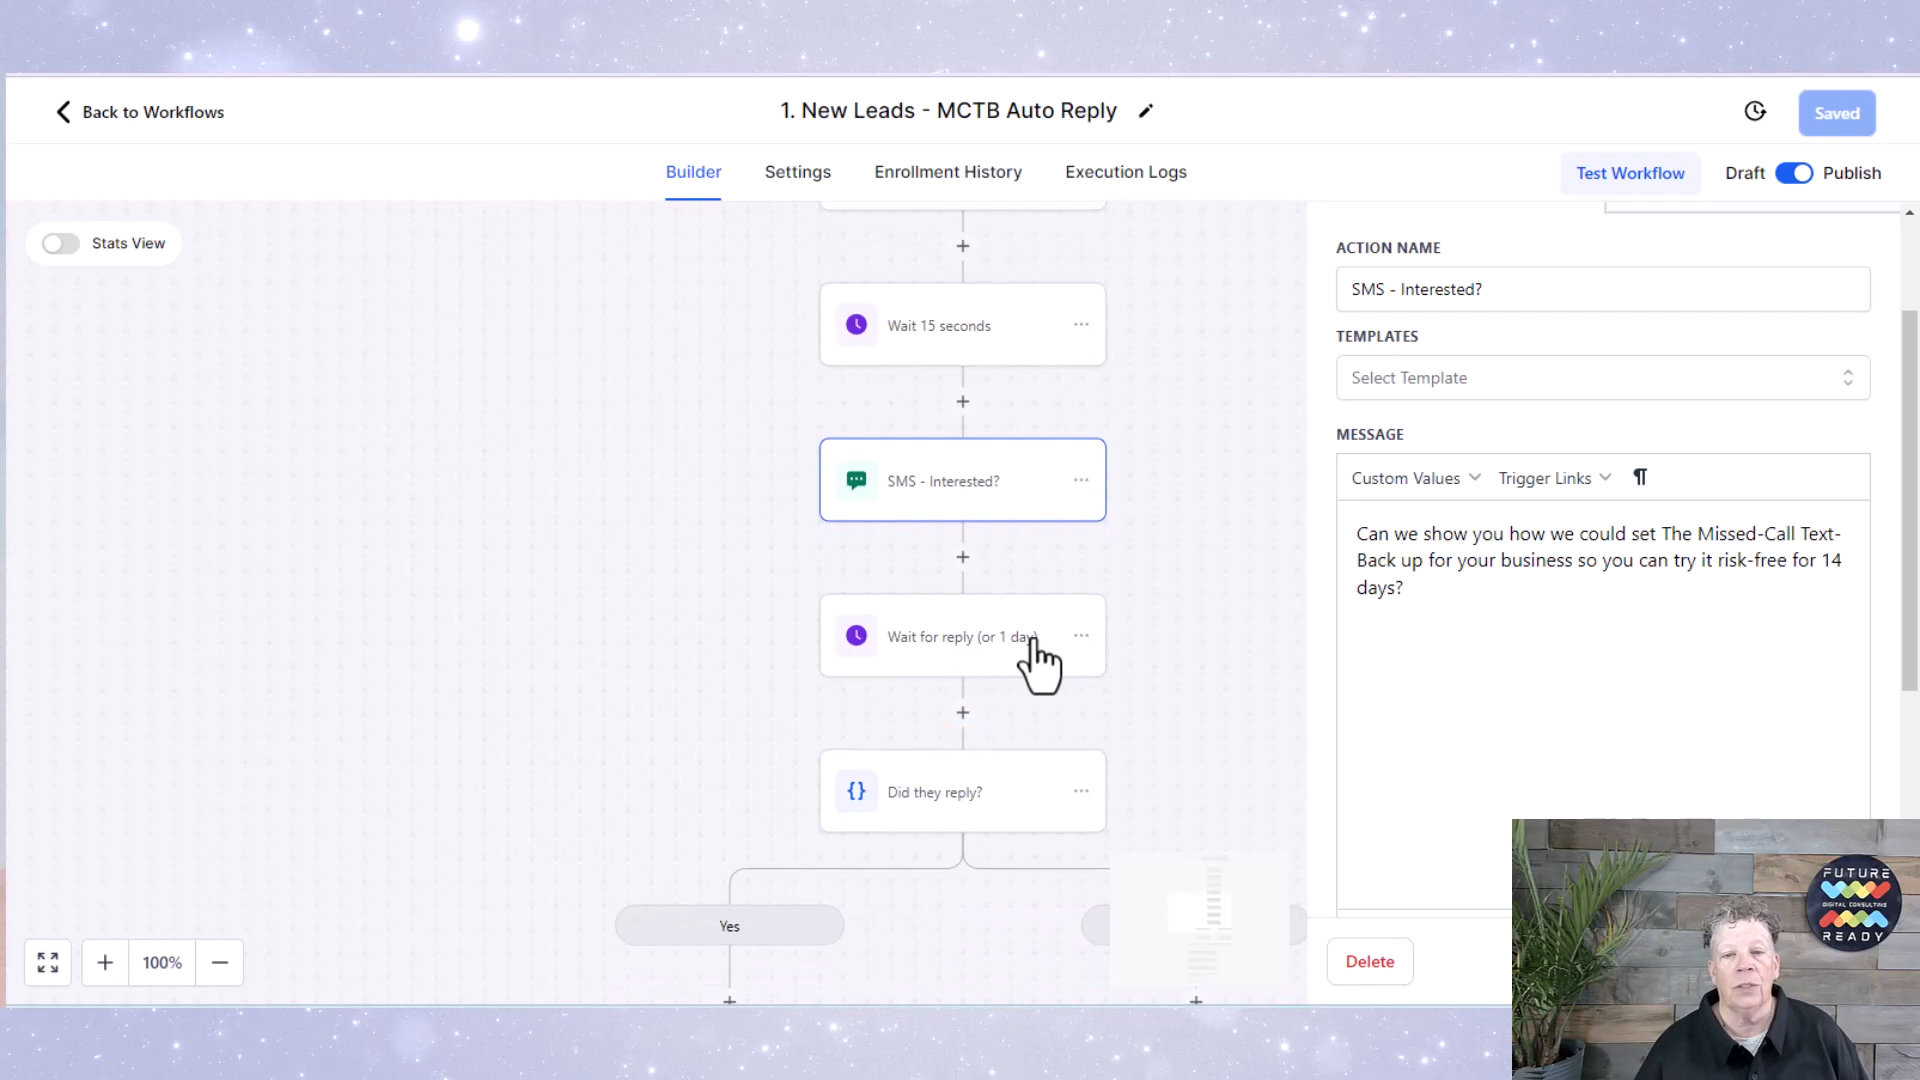 Back to Workflows
1. New Leads - MCTB Auto Reply
Saved
Builder
Settings
Enrollment History
Execution Logs
Test Workflow
Draft
Publish
Stats View
Wait 15 seconds
SMS - Interested?
Wait for reply (or 1 day)
Did they reply?
Yes
100%
ACTION NAME
SMS - Interested?
TEMPLATES
Select Template
MESSAGE
Custom Values
Trigger Links
Can we show you how we could set The Missed-Call Text-
Back up for your business so you can try it risk-free for 14
days?
Delete
FUTURE
DIGITAL CONSULTING
READY